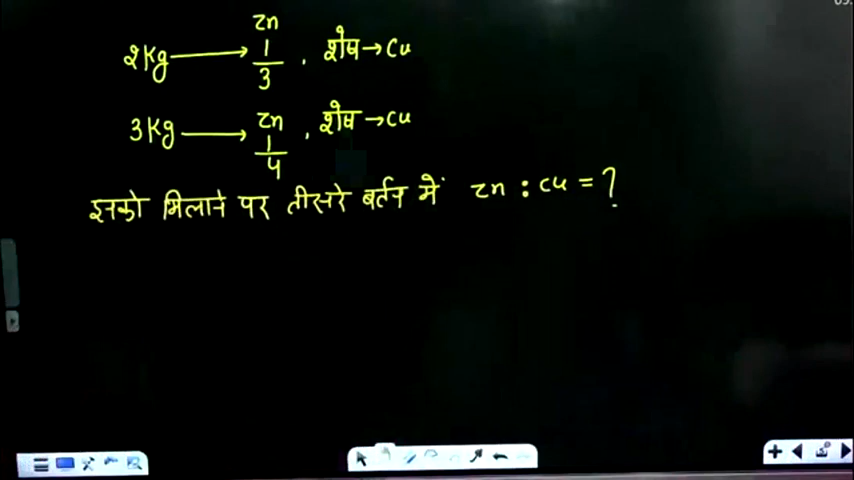 2Kg → Zn 1/3 , शेष → Cu
3Kg → Zn 1/4 , शेष → Cu
इनको मिलाने पर तीसरे बर्तन में Zn : Cu = ?